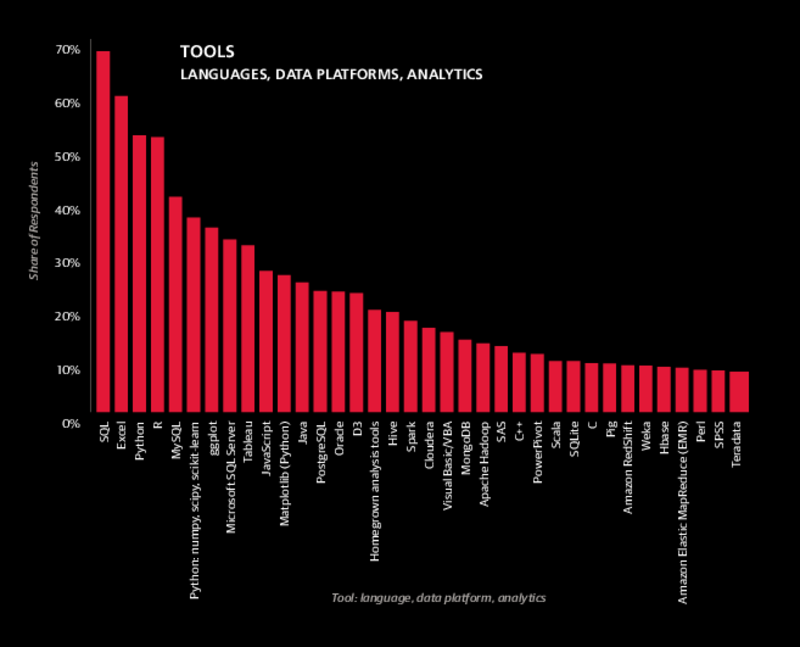 TOOLS
LANGUAGES, DATA PLATFORMS, ANALYTICS
Share of Respondents
70%
60%
50%
40%
30%
20%
10%
0%
SQL
Excel
Python
R
MySQL
Python: numpy, scipy, scikit-learn
ggplot
Microsoft SQL Server
Tableau
JavaScript
Matplotlib (Python)
Java
PostgreSQL
Oracle
D3
Homegrown analysis tools
Hive
Spark
Cloudera
Visual Basic/VBA
MongoDB
Apache Hadoop
SAS
C++
PowerPivot
Scala
SQLite
C
Pig
Amazon RedShift
Weka
Hbase
Amazon Elastic MapReduce (EMR)
Perl
SPSS
Teradata
Tool: language, data platform, analytics